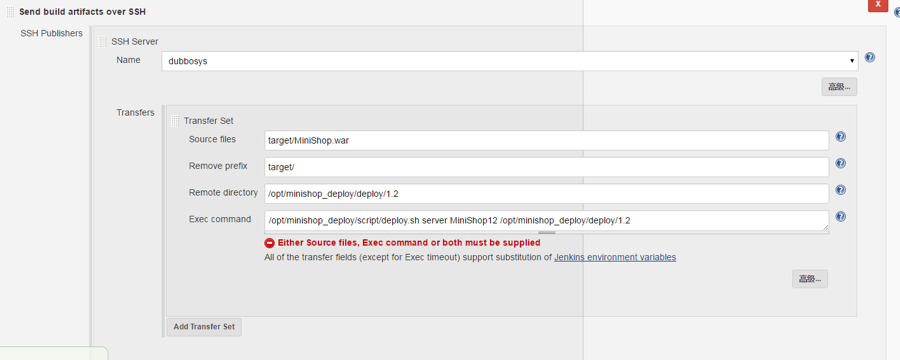 Send build artifacts over SSH
X
SSH Publishers
SSH Server
Name
dubbosys
高级...
Transfers
Transfer Set
Source files
target/MiniShop.war
Remove prefix
target/
Remote directory
/opt/minishop_deploy/deploy/1.2
Exec command
/opt/minishop_deploy/script/deploy.sh server MiniShop12 /opt/minishop_deploy/deploy/1.2
Either Source files, Exec command or both must be supplied
All of the transfer fields (except for Exec timeout) support substitution of Jenkins environment variables
高级...
Add Transfer Set